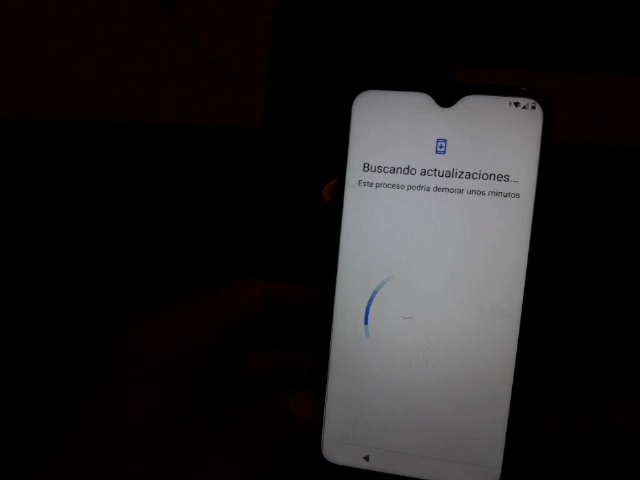 Buscando actualizaciones...
Este proceso podría demorar unos minutos